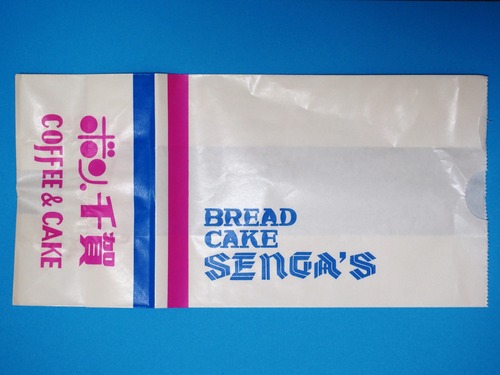 ボン、千賀
COFFEE & CAKE
BREAD
CAKE
SENGA'S